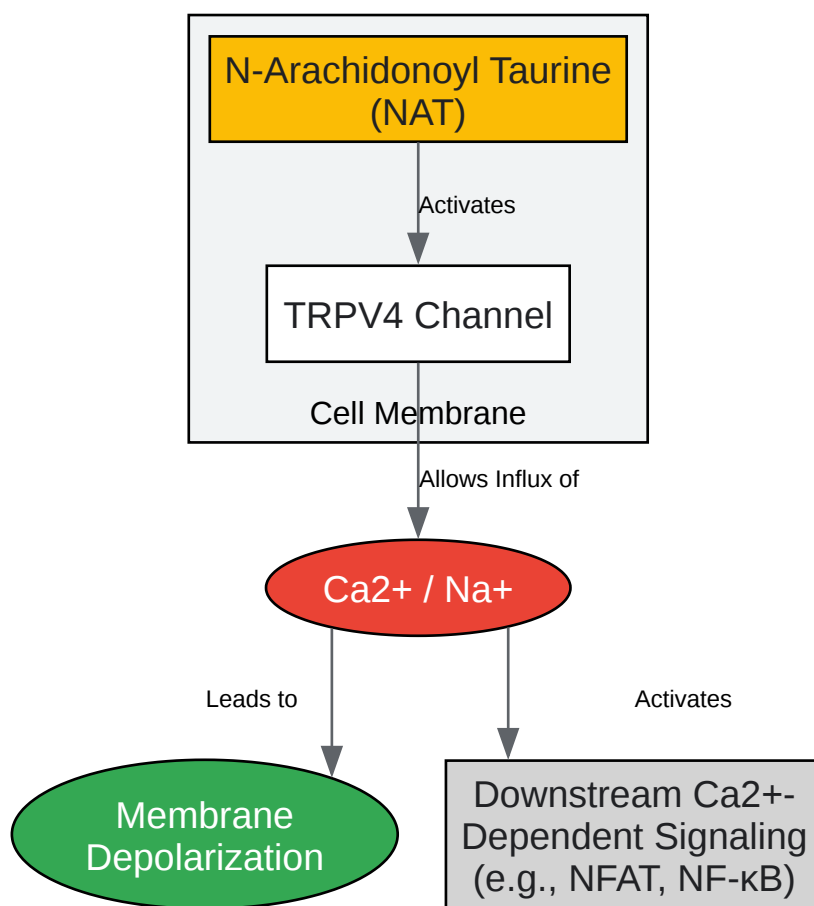 N-Arachidonoyl Taurine
(NAT)
Activates
TRPV4 Channel
Cell Membrane
Allows Influx of
Ca2+ / Na+
Leads to
Activates
Membrane
Depolarization
Downstream Ca2+-
Dependent Signaling
(e.g., NFAT, NF-κB)